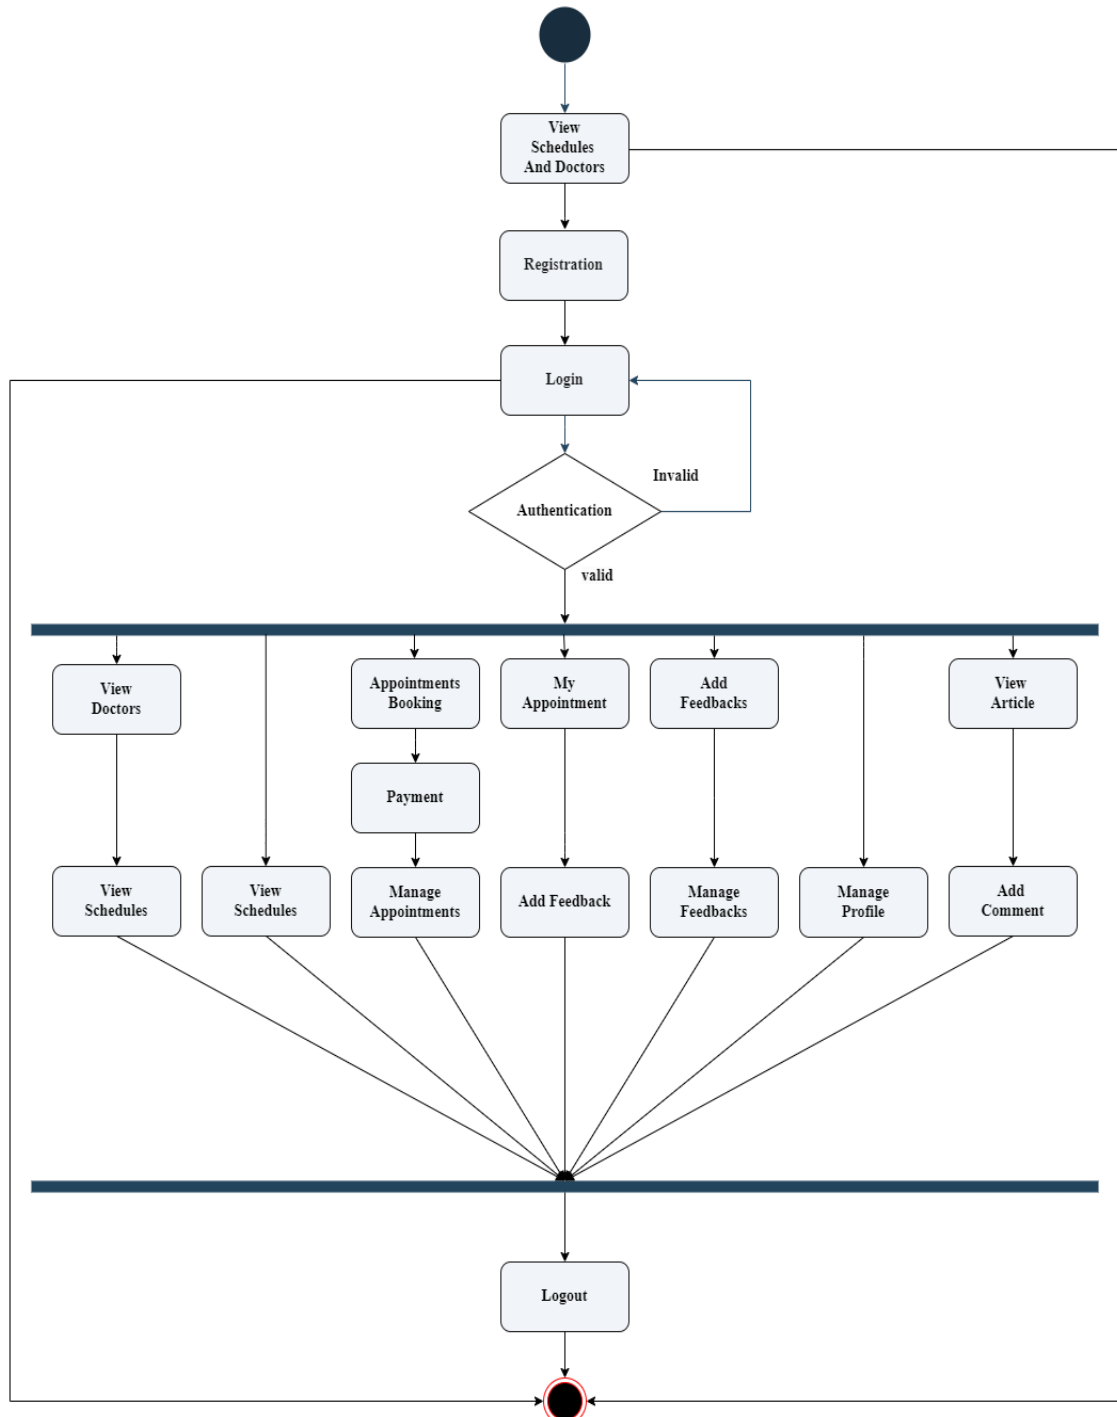 View
Schedules
And Doctors
Registration
Login
Invalid
Authentication
valid
View
Doctors
Appointments
Booking
My
Appointment
Add
Feedbacks
View
Article
Payment
View
Schedules
View
Schedules
Manage
Appointments
Add Feedback
Manage
Feedbacks
Manage
Profile
Add
Comment
Logout